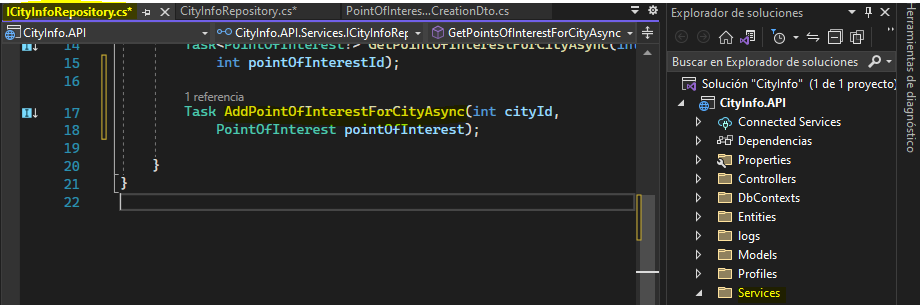 ICityInfoRepository.cs*
CityInfoRepository.cs*
PointOfInteres...CreationDto.cs
CityInfo.API
CityInfo.API.Services.ICityInfoRep
GetPointsOfInterestForCityAsync
14 Task<PointOfInterest?> GetPointOfInterestForCityAsync(int
15 int pointOfInterestId);
16
1 referencia
17 Task AddPointOfInterestForCityAsync(int cityId,
18 PointOfInterest pointOfInterest);
19
20 }
21 }
22
Explorador de soluciones
Buscar en Explorador de soluciones
Solución "CityInfo" (1 de 1 proyecto)
CityInfo.API
Connected Services
Dependencias
Properties
Controllers
DbContexts
Entities
logs
Models
Profiles
Services
Herramientas de diagnóstico